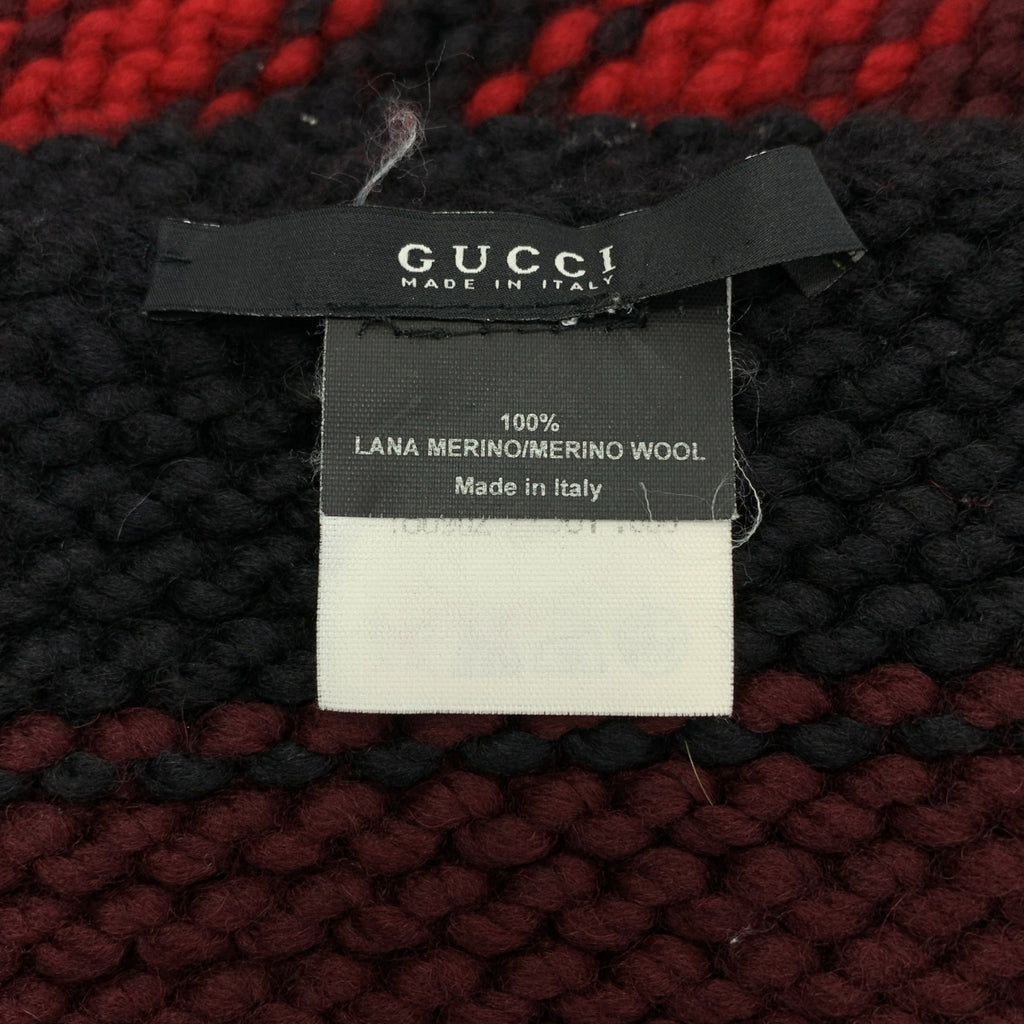 GUCCI
MADE IN ITALY
100%
LANA MERINO/MERINO WOOL
Made in Italy